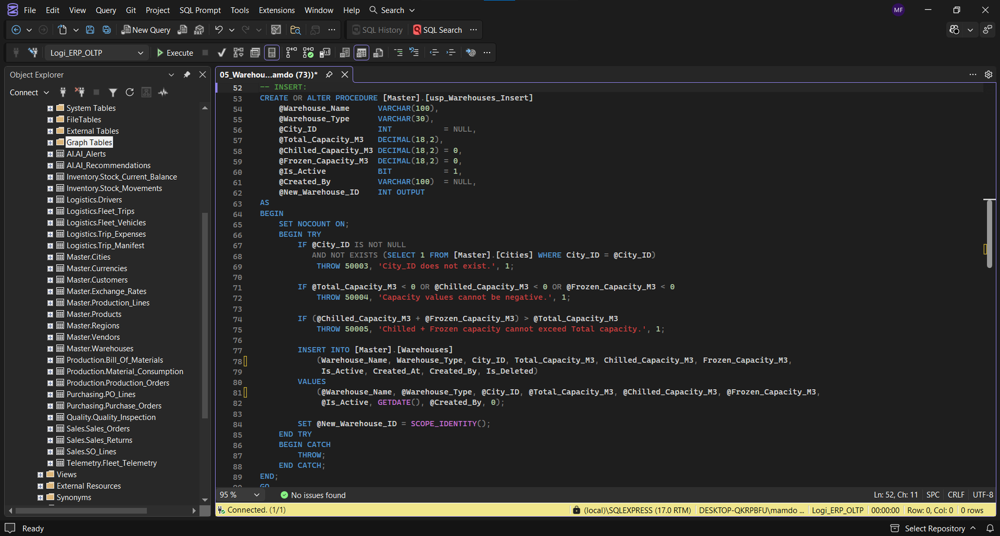 File Edit View Query Git Project SQL Prompt Tools Extensions Window Help Search MF
New Query SQL History SQL Search
Logi_ERP_OLTP Execute
Object Explorer
Connect
System Tables
FileTables
External Tables
Graph Tables
AI.AI_Alerts
AI.AI_Recommendations
Inventory.Stock_Current_Balance
Inventory.Stock_Movements
Logistics.Drivers
Logistics.Fleet_Trips
Logistics.Fleet_Vehicles
Logistics.Trip_Expenses
Logistics.Trip_Manifest
Master.Cities
Master.Currencies
Master.Customers
Master.Exchange_Rates
Master.Production_Lines
Master.Products
Master.Regions
Master.Vendors
Master.Warehouses
Production.Bill_Of_Materials
Production.Material_Consumption
Production.Production_Orders
Purchasing.PO_Lines
Purchasing.Purchase_Orders
Quality.Quality_Inspection
Sales.Sales_Orders
Sales.Sales_Returns
Sales.SO_Lines
Telemetry.Fleet_Telemetry
Views
External Resources
Synonyms
05_Warehou...amdo (73))*
52 -- INSERT:
53 CREATE OR ALTER PROCEDURE [Master].[usp_Warehouses_Insert]
54 @Warehouse_Name VARCHAR(100),
55 @Warehouse_Type VARCHAR(30),
56 @City_ID INT = NULL,
57 @Total_Capacity_M3 DECIMAL(18,2),
58 @Chilled_Capacity_M3 DECIMAL(18,2) = 0,
59 @Frozen_Capacity_M3 DECIMAL(18,2) = 0,
60 @Is_Active BIT = 1,
61 @Created_By VARCHAR(100) = NULL,
62 @New_Warehouse_ID INT OUTPUT
63 AS
64 BEGIN
65 SET NOCOUNT ON;
66 BEGIN TRY
67 IF @City_ID IS NOT NULL
68 AND NOT EXISTS (SELECT 1 FROM [Master].[Cities] WHERE City_ID = @City_ID)
69 THROW 50003, 'City_ID does not exist.', 1;
70
71 IF @Total_Capacity_M3 < 0 OR @Chilled_Capacity_M3 < 0 OR @Frozen_Capacity_M3 < 0
72 THROW 50004, 'Capacity values cannot be negative.', 1;
73
74 IF (@Chilled_Capacity_M3 + @Frozen_Capacity_M3) > @Total_Capacity_M3
75 THROW 50005, 'Chilled + Frozen capacity cannot exceed Total capacity.', 1;
76
77 INSERT INTO [Master].[Warehouses]
78 (Warehouse_Name, Warehouse_Type, City_ID, Total_Capacity_M3, Chilled_Capacity_M3, Frozen_Capacity_M3,
79 Is_Active, Created_At, Created_By, Is_Deleted)
80 VALUES
81 (@Warehouse_Name, @Warehouse_Type, @City_ID, @Total_Capacity_M3, @Chilled_Capacity_M3, @Frozen_Capacity_M3,
82 @Is_Active, GETDATE(), @Created_By, 0);
83
84 SET @New_Warehouse_ID = SCOPE_IDENTITY();
85 END TRY
86 BEGIN CATCH
87 THROW;
88 END CATCH;
89 END;
90 GO
95 % No issues found Ln: 52, Ch: 11 SPC CRLF UTF-8
Connected. (1/1) (local)\SQLEXPRESS (17.0 RTM) DESKTOP-QKRPBFU\mamdo ... Logi_ERP_OLTP 00:00:00 Row: 0, Col: 0 0 rows
Ready Select Repository